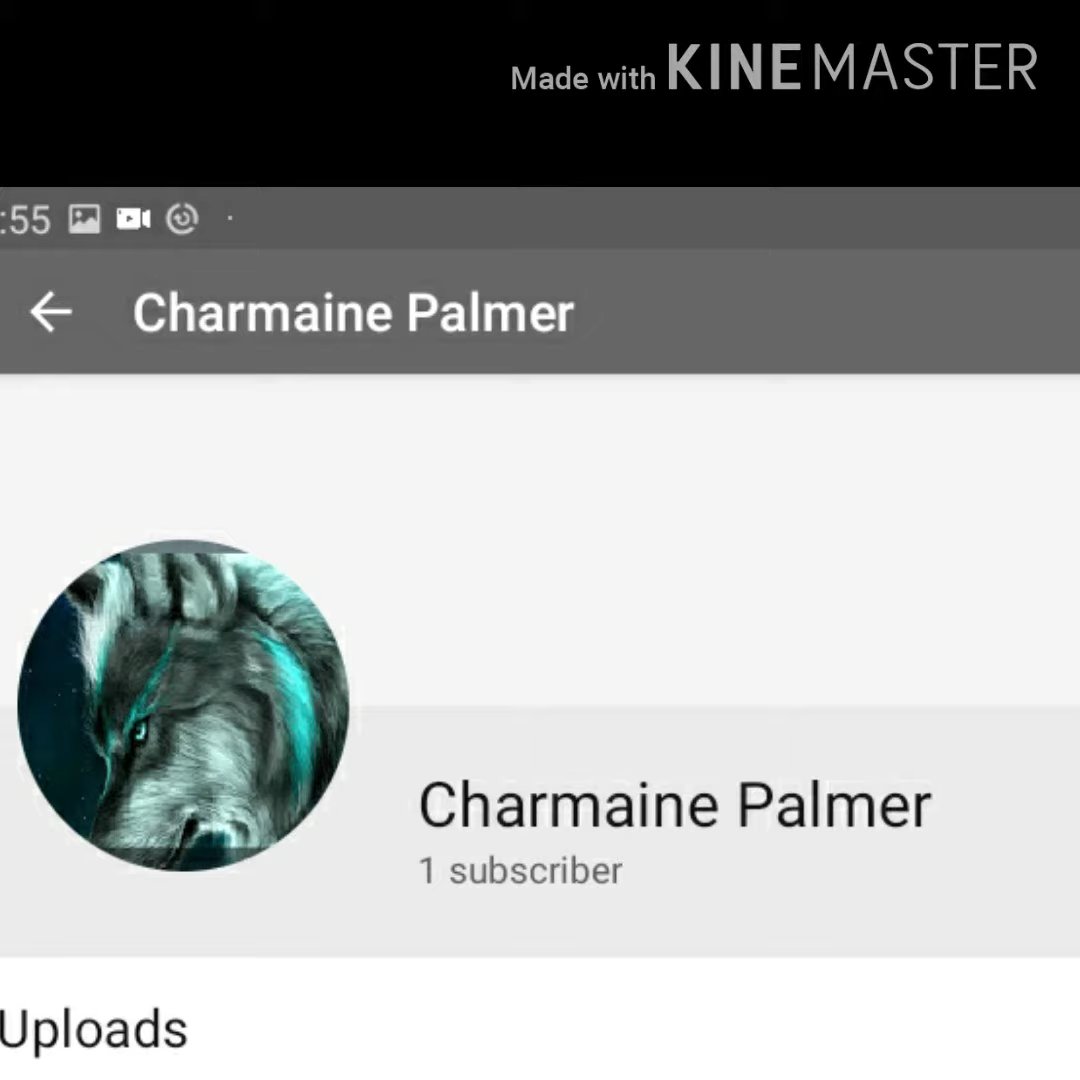 Made with KINEMASTER
:55
Charmaine Palmer
Charmaine Palmer
1 subscriber
Uploads